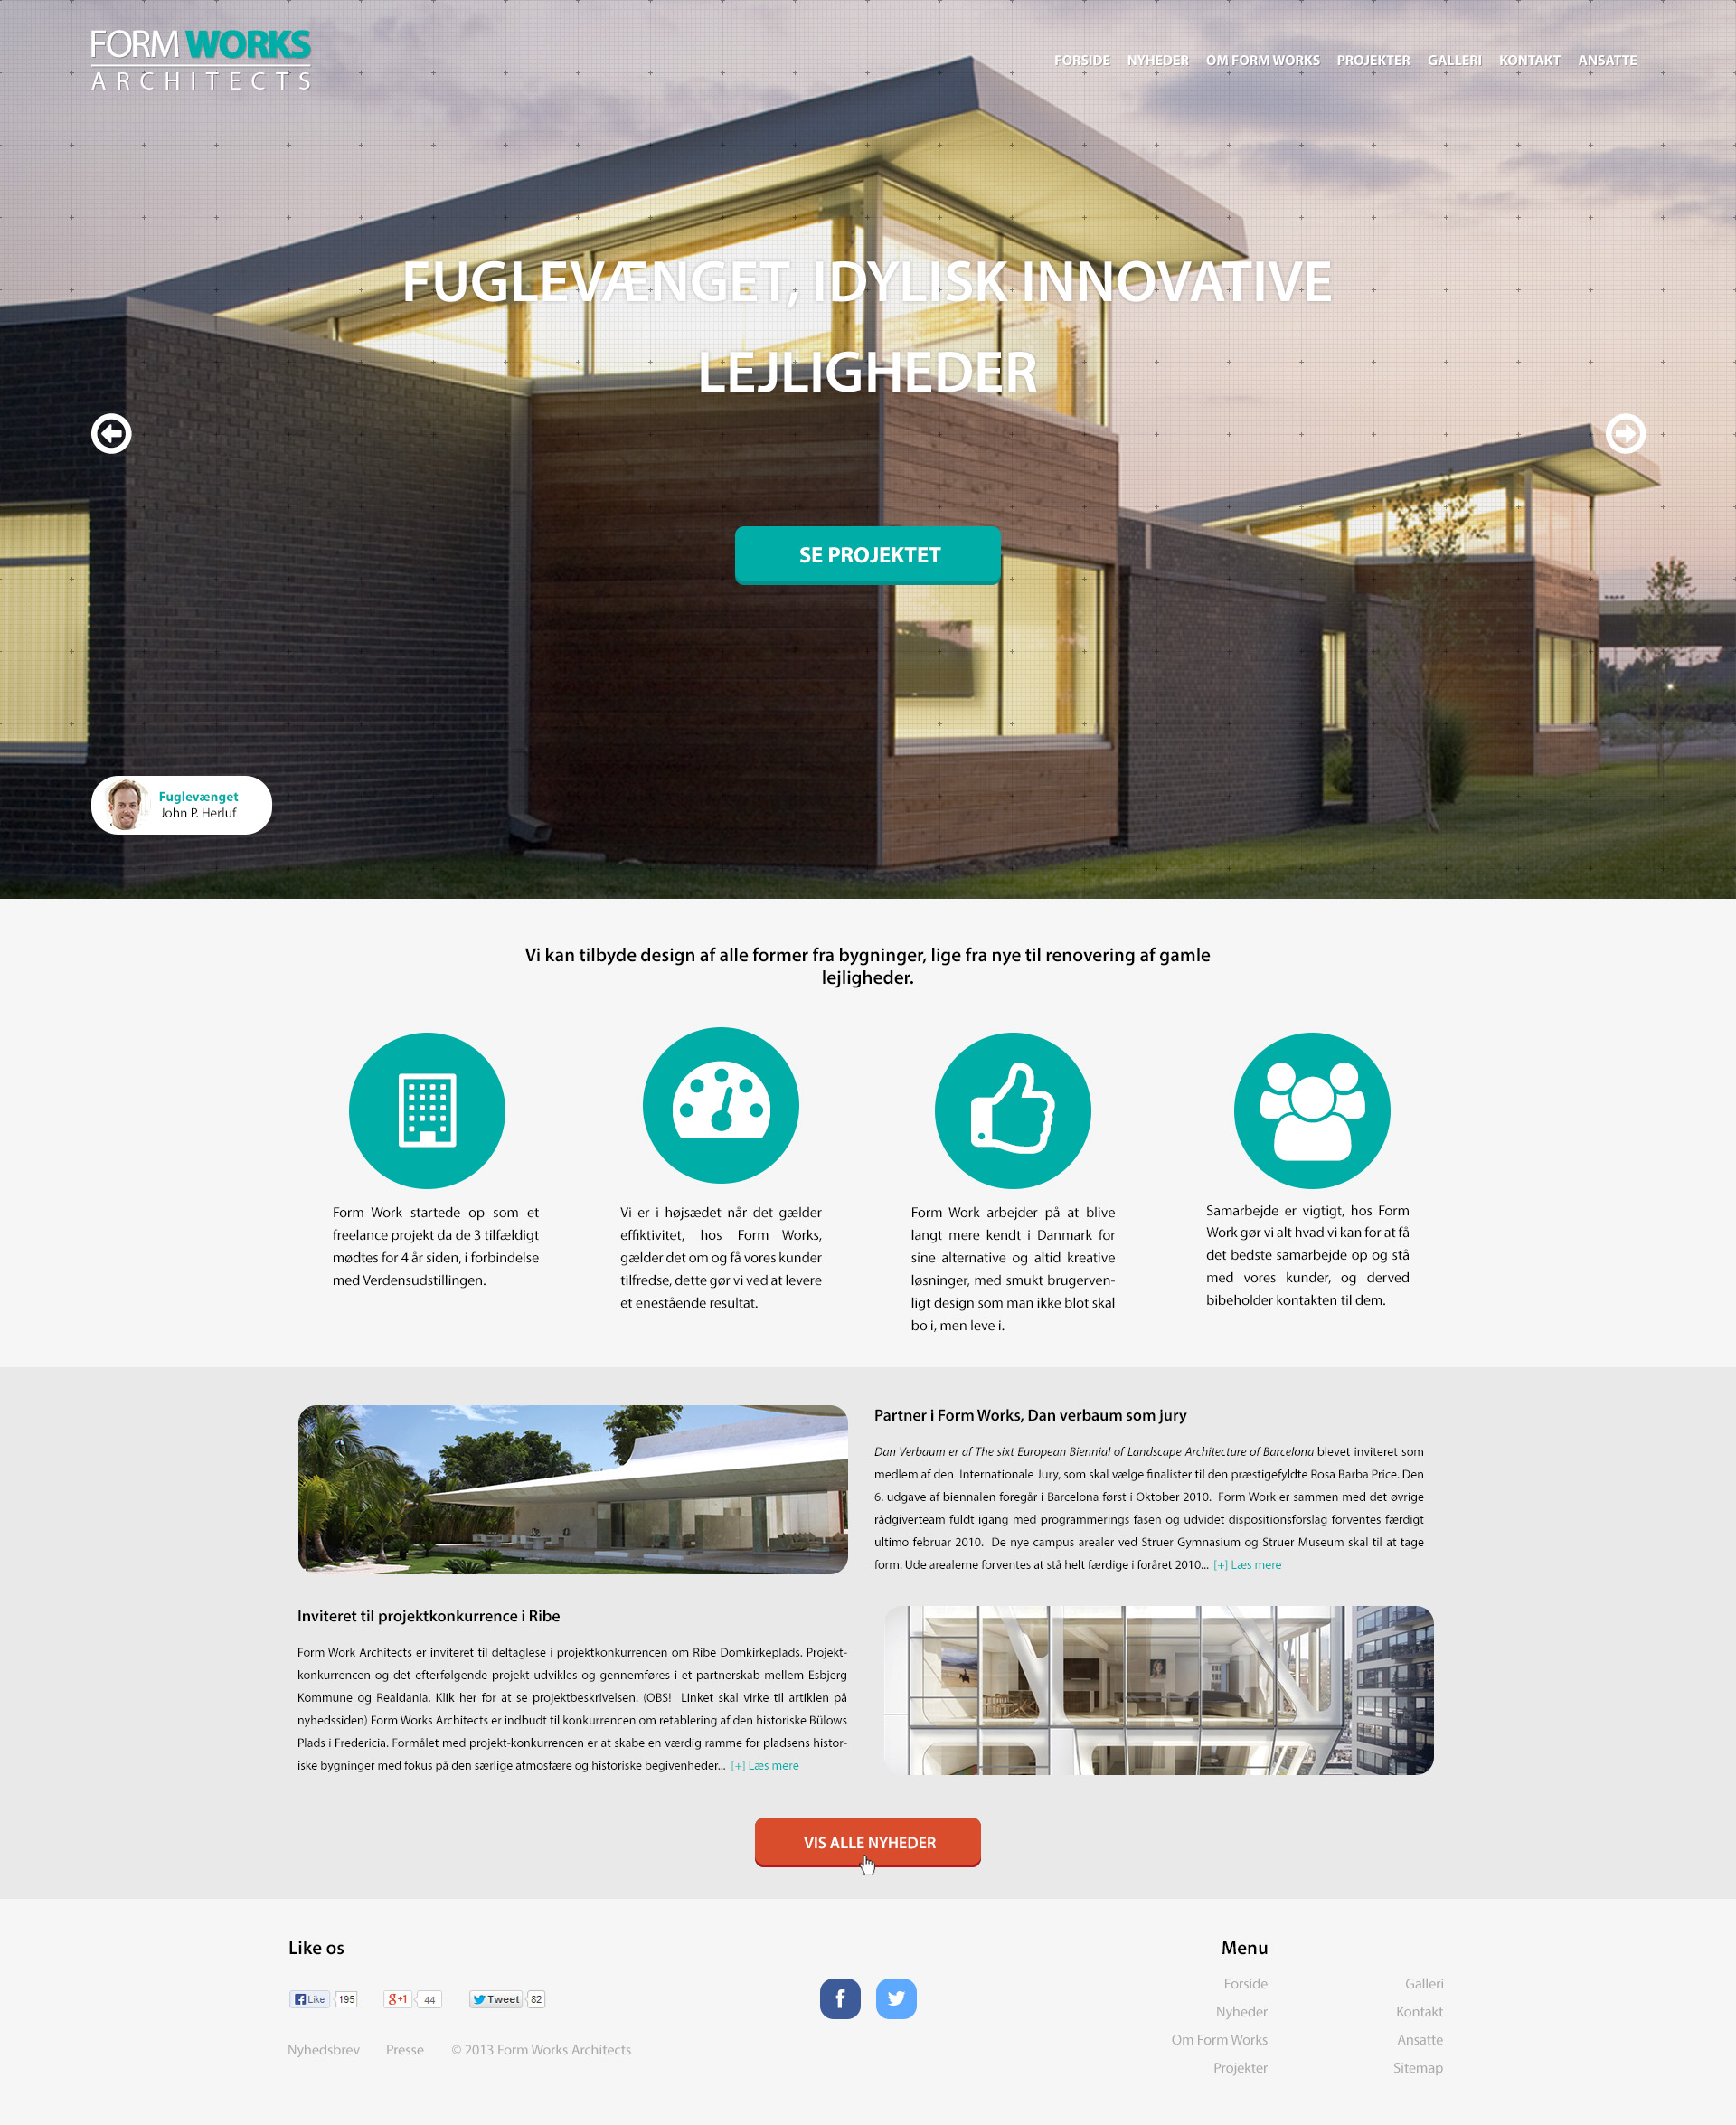 FORM WORKS
ARCHITECTS
FORSIDE NYHEDER OM FORM WORKS PROJEKTER GALLERI KONTAKT ANSATTE
FUGLEVÆNGET, IDYLISK INNOVATIVE
LEJLIGHEDER
SE PROJEKTET
Fuglevænget
John P. Herluf
Vi kan tilbyde design af alle former fra bygninger, lige fra nye til renovering af gamle
lejligheder.
Form Work startede op som et
freelance projekt da de 3 tilfældigt
mødtes for 4 år siden, i forbindelse
med Verdensudstillingen.
Vi er i højsædet når det gælder
effiktivitet, hos Form Works,
gælder det om og få vores kunder
tilfredse, dette gør vi ved at levere
et enestående resultat.
Form Work arbejder på at blive
langt mere kendt i Danmark for
sine alternative og altid kreative
løsninger, med smukt brugerven-
ligt design som man ikke blot skal
bo i, men leve i.
Samarbejde er vigtigt, hos Form
Work gør vi alt hvad vi kan for at få
det bedste samarbejde op og stå
med vores kunder, og derved
bibeholder kontakten til dem.
Partner i Form Works, Dan verbaum som jury
Dan Verbaum er af The sixt European Biennial of Landscape Architecture of Barcelona blevet inviteret som
medlem af den Internationale Jury, som skal vælge finalister til den præstigefyldte Rosa Barba Price. Den
6. udgave af biennalen foregår i Barcelona først i Oktober 2010. Form Work er sammen med det øvrige
rådgiverteam fuldt igang med programmerings fasen og udvidet dispositionsforslag forventes færdigt
ultimo februar 2010. De nye campus arealer ved Struer Gymnasium og Struer Museum skal til at tage
form. Ude arealerne forventes at stå helt færdige i foråret 2010... [+] Læs mere
Inviteret til projektkonkurrence i Ribe
Form Work Architects er inviteret til deltaglese i projektkonkurrencen om Ribe Domkirkeplads. Projekt-
konkurrencen og det efterfølgende projekt udvikles og gennemføres i et partnerskab mellem Esbjerg
Kommune og Realdania. Klik her for at se projektbeskrivelsen. (OBS! Linket skal virke til artiklen på
nyhedssiden) Form Works Architects er indbudt til konkurrencen om retablering af den historiske Bülows
Plads i Fredericia. Formålet med projekt-konkurrencen er at skabe en værdig ramme for pladsens histor-
iske bygninger med fokus på den særlige atmosfære og historiske begivenheder... [+] Læs mere
VIS ALLE NYHEDER
Like os
Like 195 g+1 44 Tweet 82
Nyhedsbrev Presse © 2013 Form Works Architects
Menu
Forside
Nyheder
Om Form Works
Projekter
Galleri
Kontakt
Ansatte
Sitemap